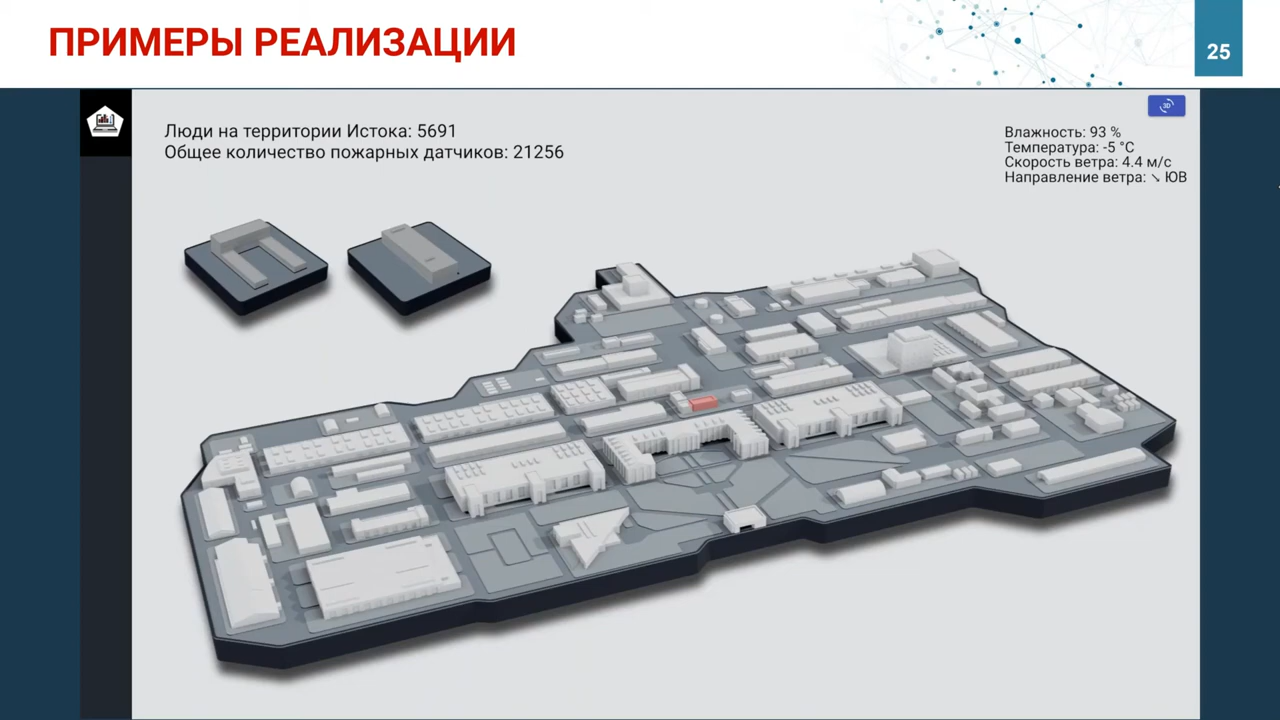 ПРИМЕРЫ РЕАЛИЗАЦИИ
25
Люди на территории Истока: 5691
Общее количество пожарных датчиков: 21256
3D
Влажность: 93 %
Температура: -5 °C
Скорость ветра: 4.4 м/с
Направление ветра: ↘ ЮВ